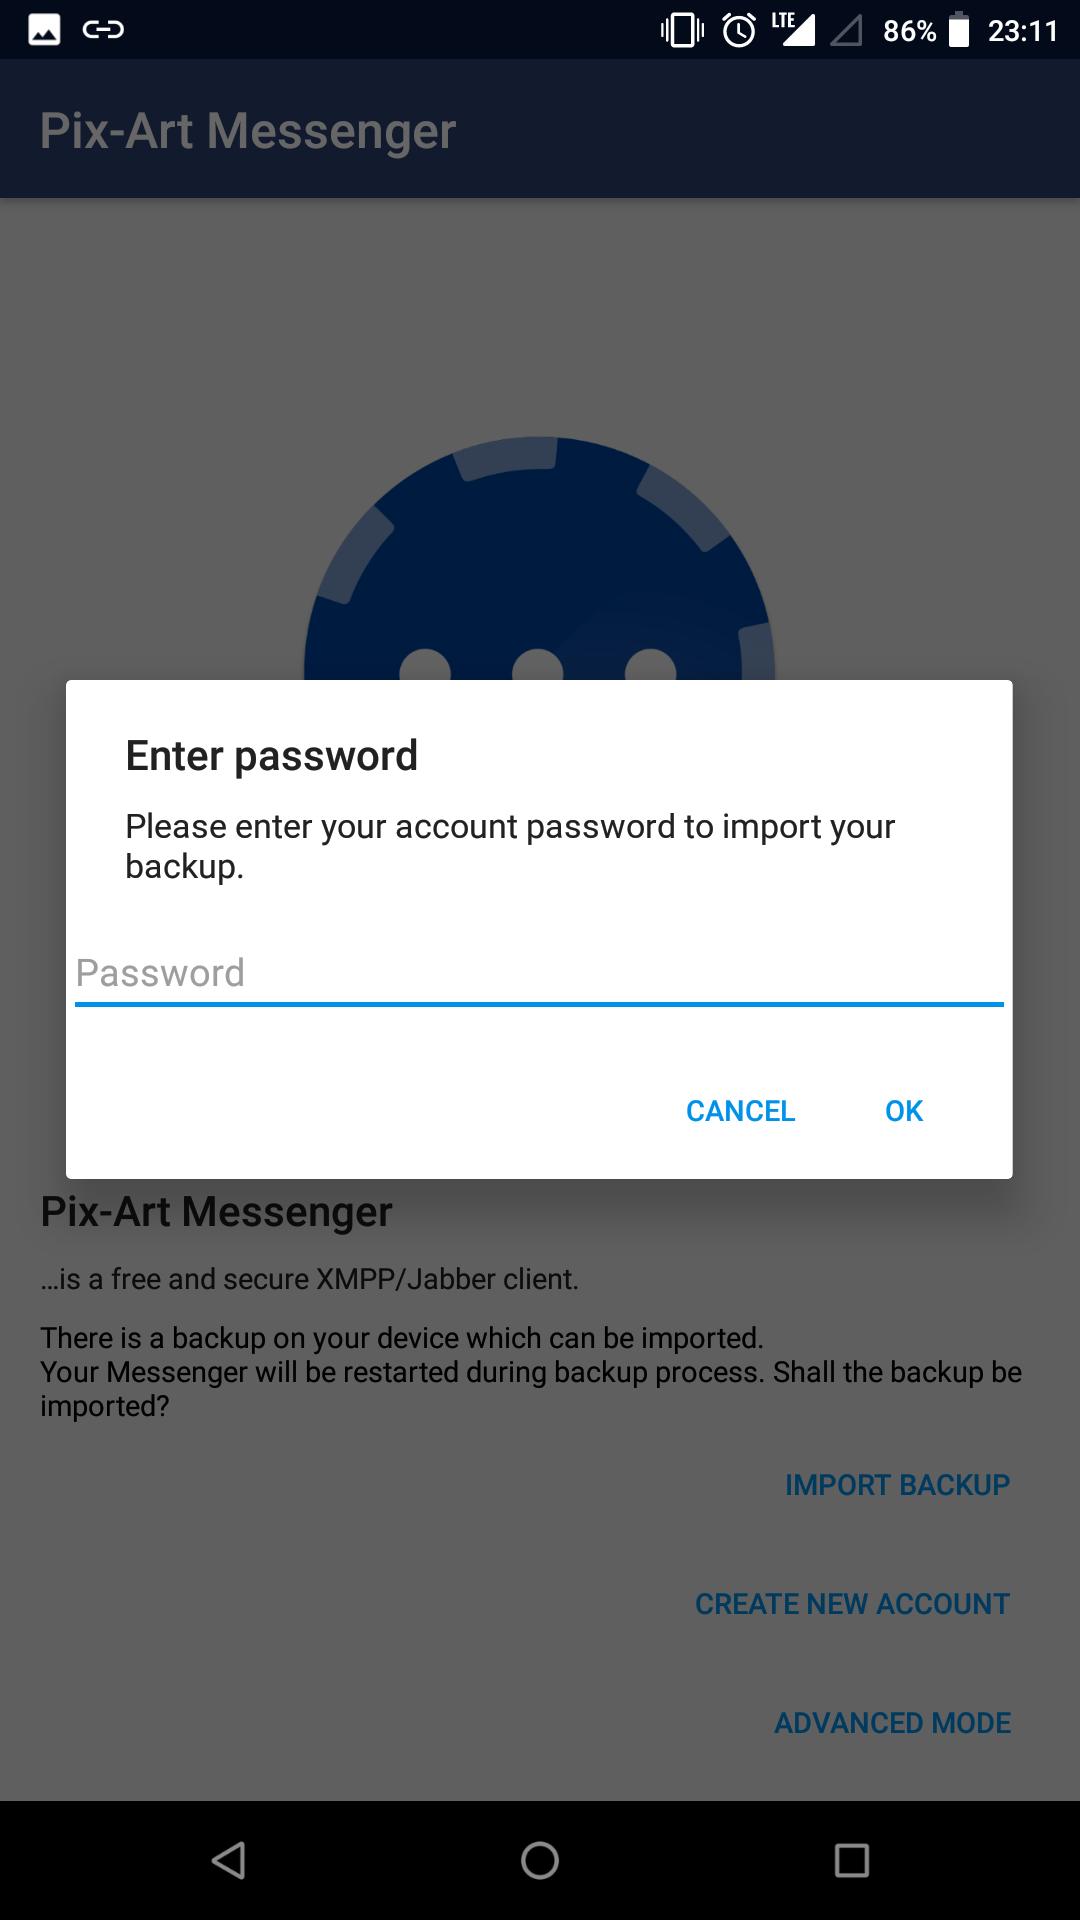 LTE 86% 23:11
Pix-Art Messenger
Enter password
Please enter your account password to import your
backup.
Password
CANCEL OK
Pix-Art Messenger
...is a free and secure XMPP/Jabber client.
There is a backup on your device which can be imported.
Your Messenger will be restarted during backup process. Shall the backup be
imported?
IMPORT BACKUP
CREATE NEW ACCOUNT
ADVANCED MODE